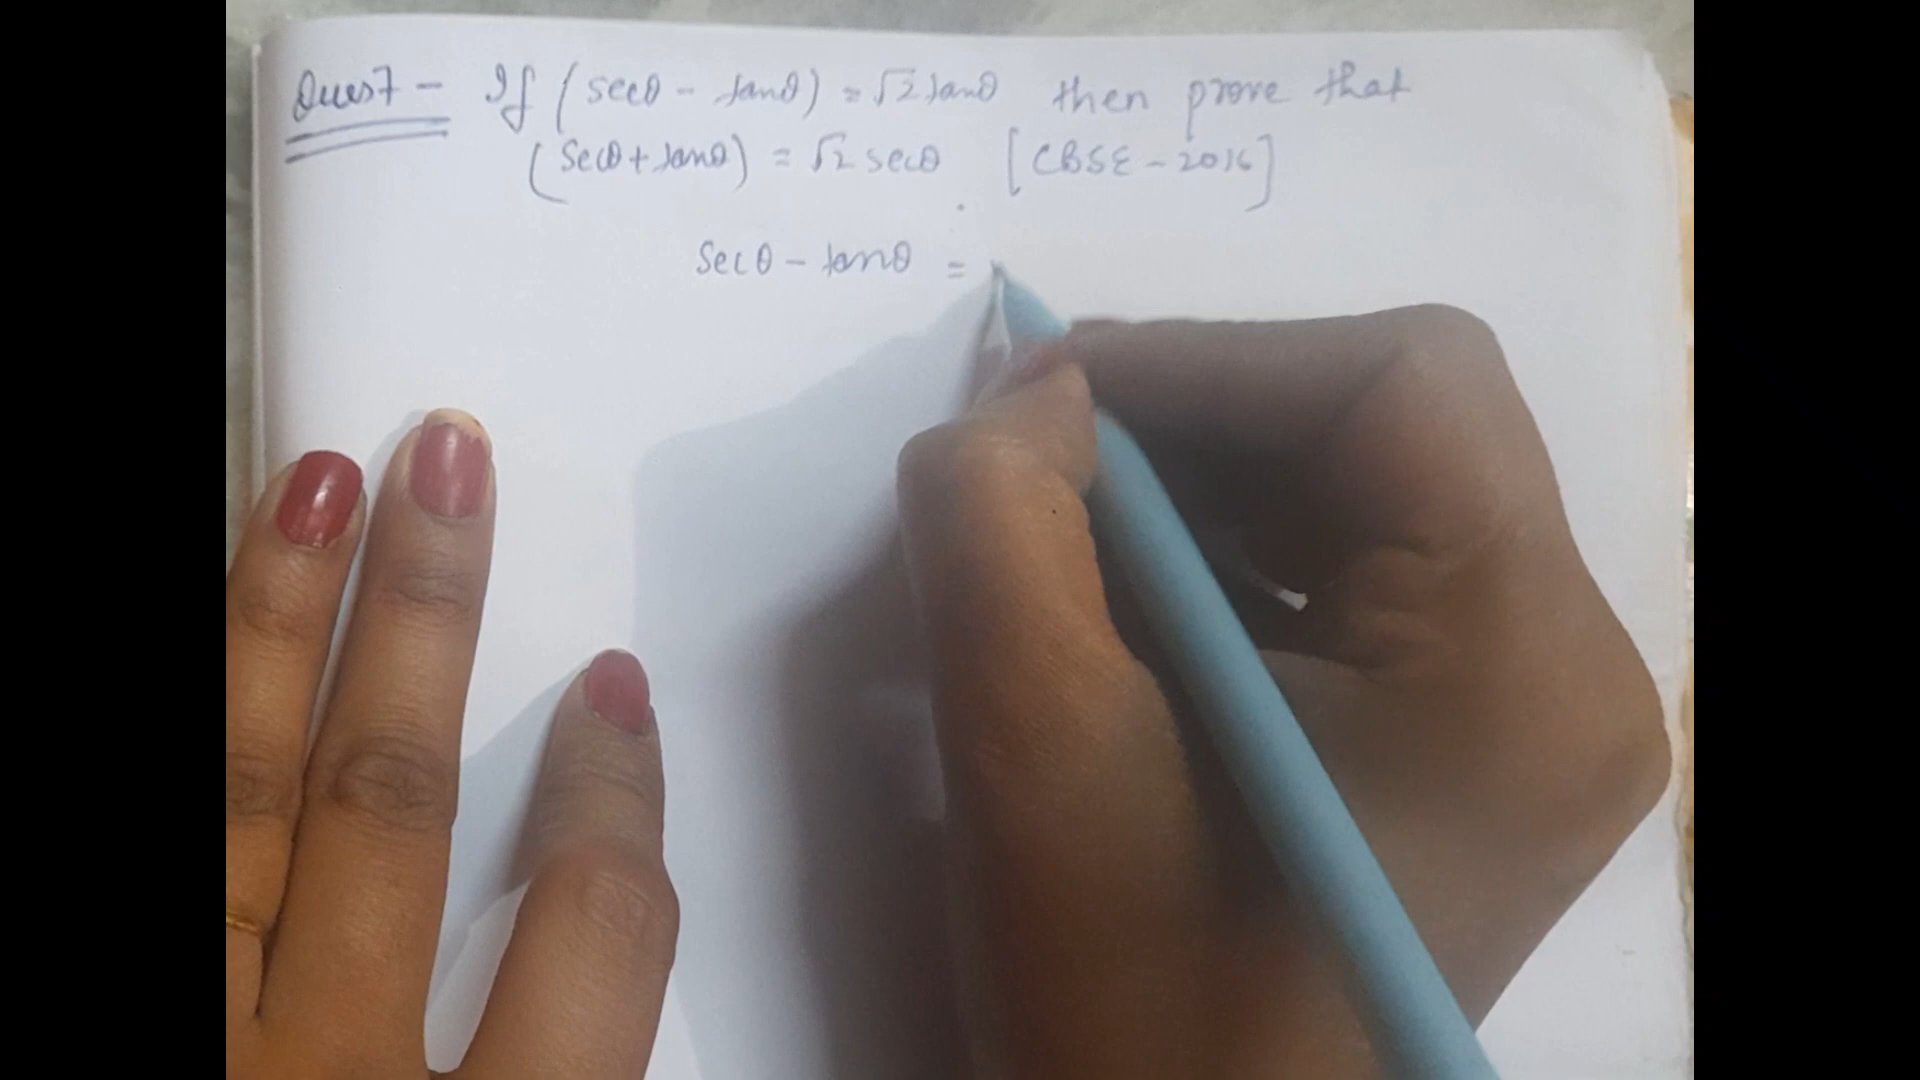 Ques7 - If (secθ - tanθ) = √2 tanθ then prove that
(Secθ + tanθ) = √2 secθ [CBSE - 2016]
Secθ - tanθ =